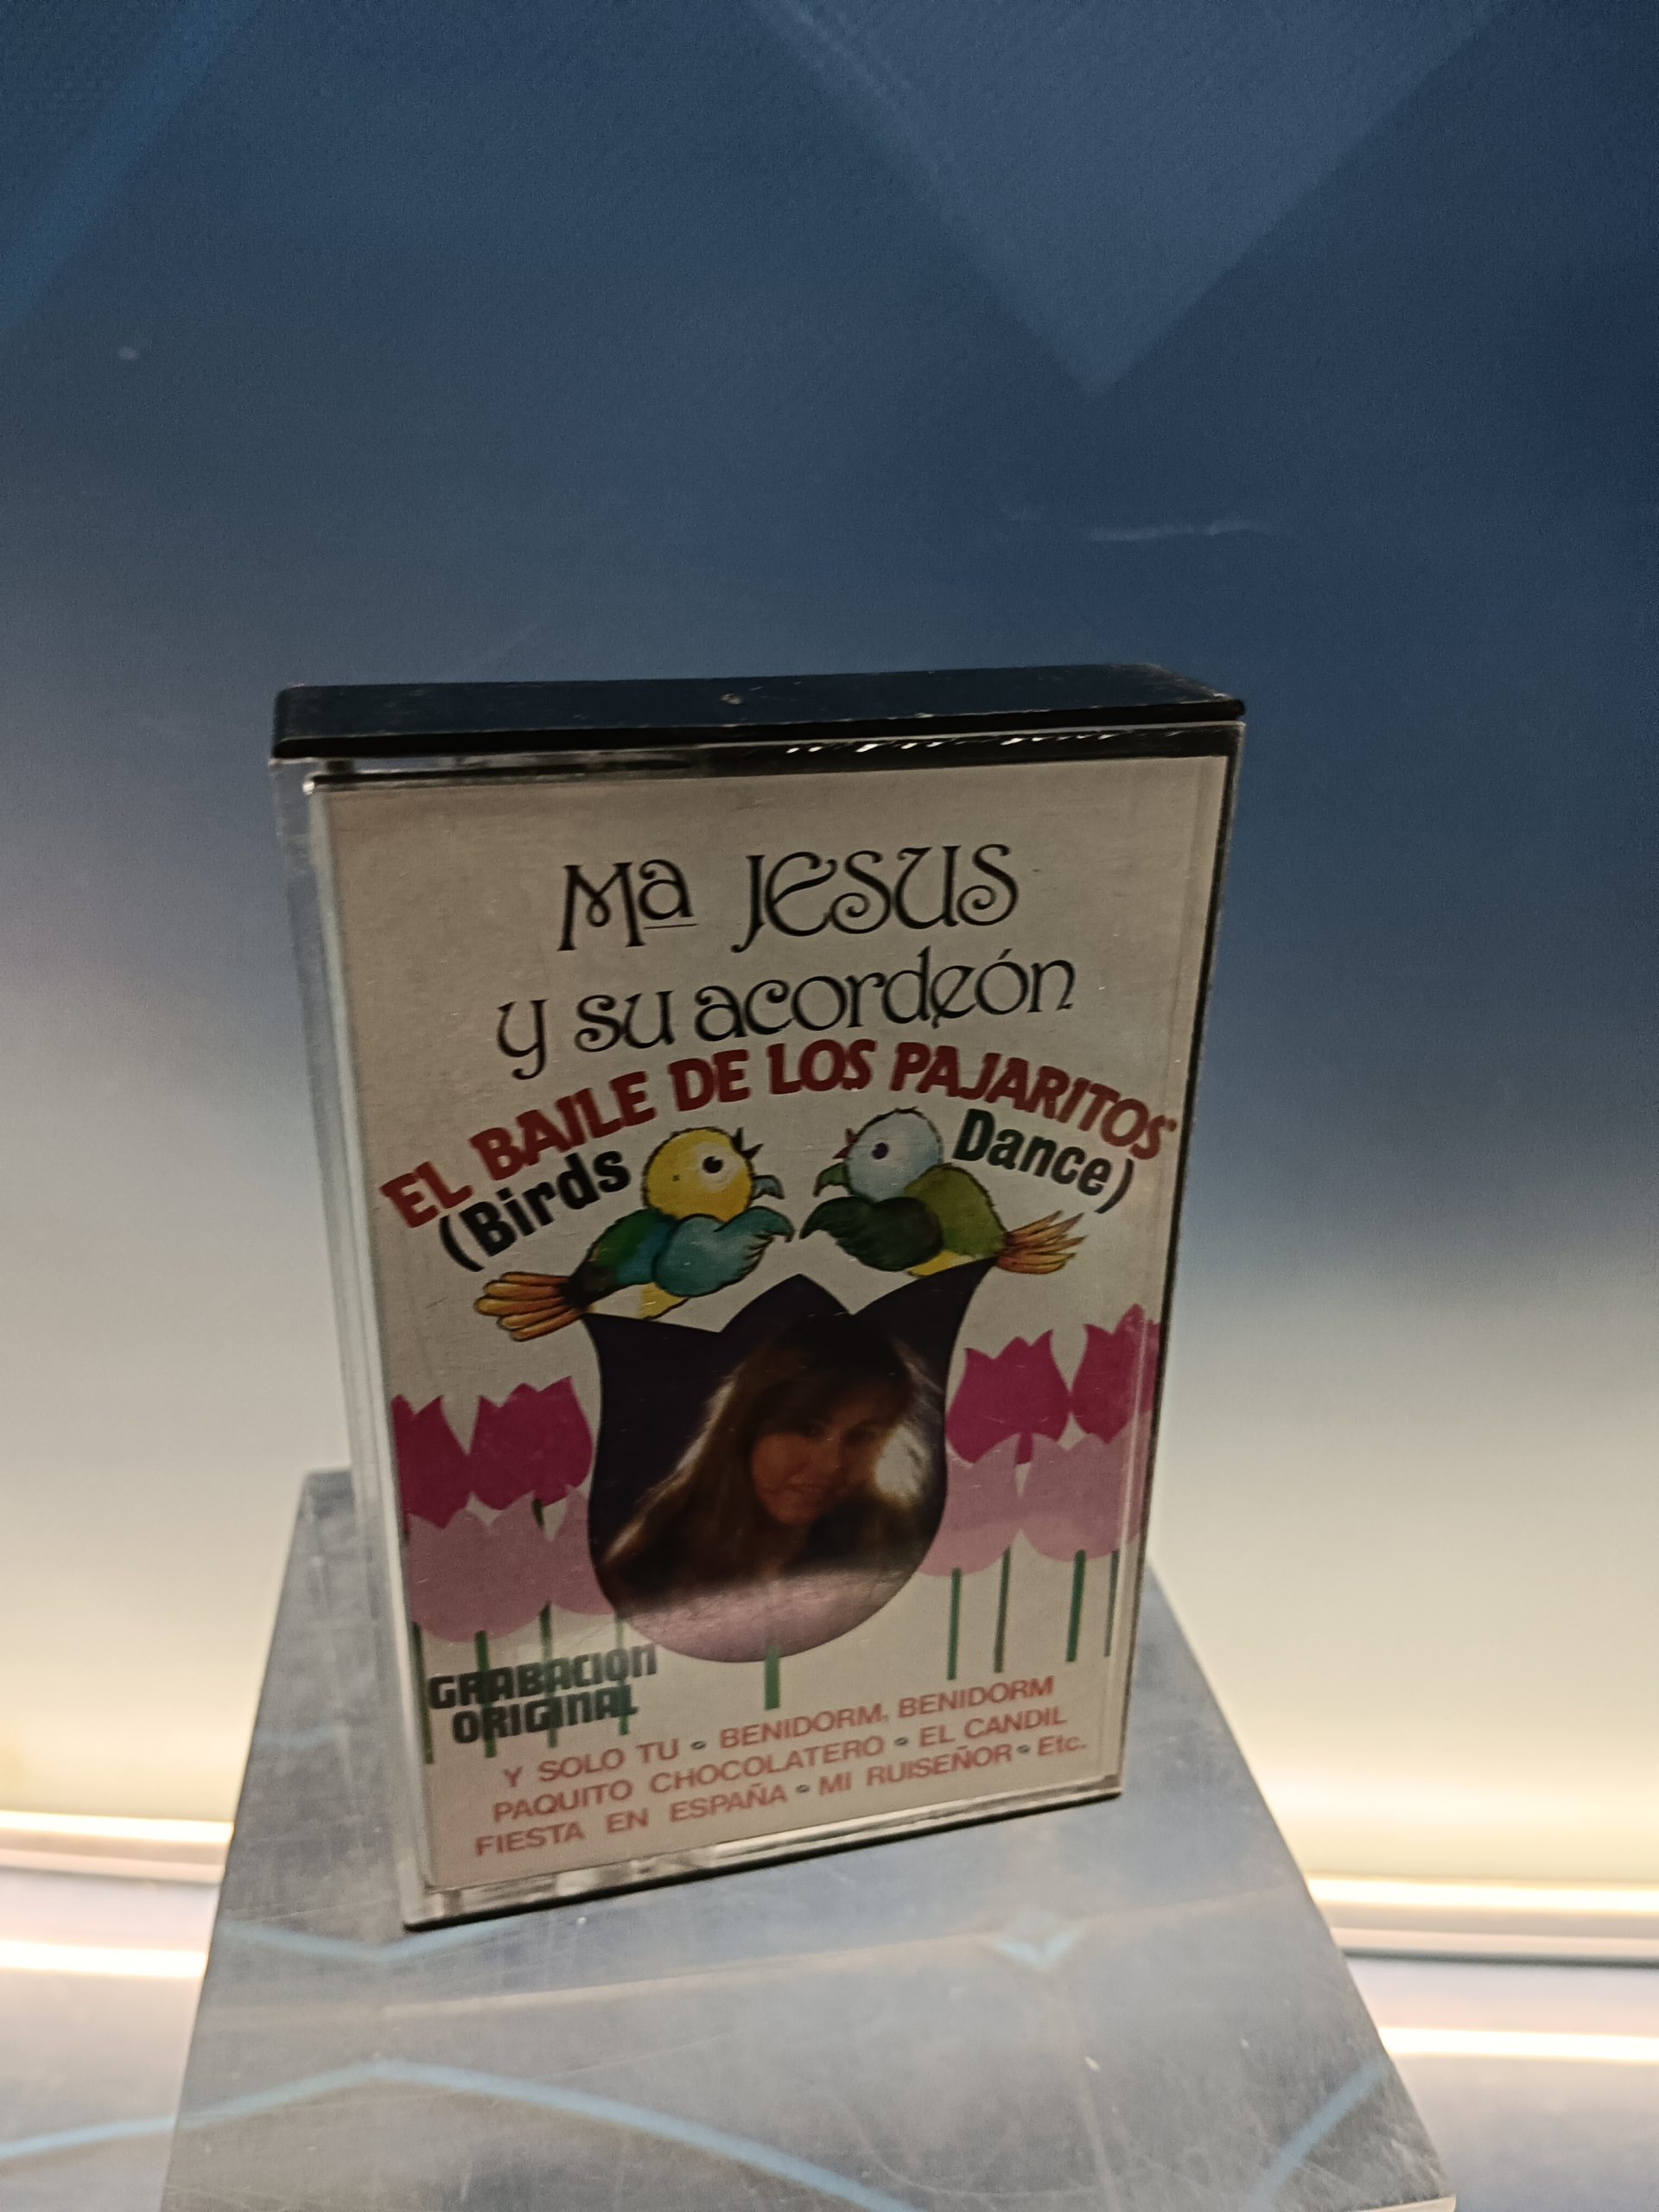 Mª JESUS
y su acordeón
EL BAILE DE LOS PAJARITOS
(Birds Dance)
GRABACION
ORIGINAL
Y SOLO TU • BENIDORM, BENIDORM
PAQUITO CHOCOLATERO • EL CANDIL
FIESTA EN ESPAÑA • MI RUISEÑOR • Etc.